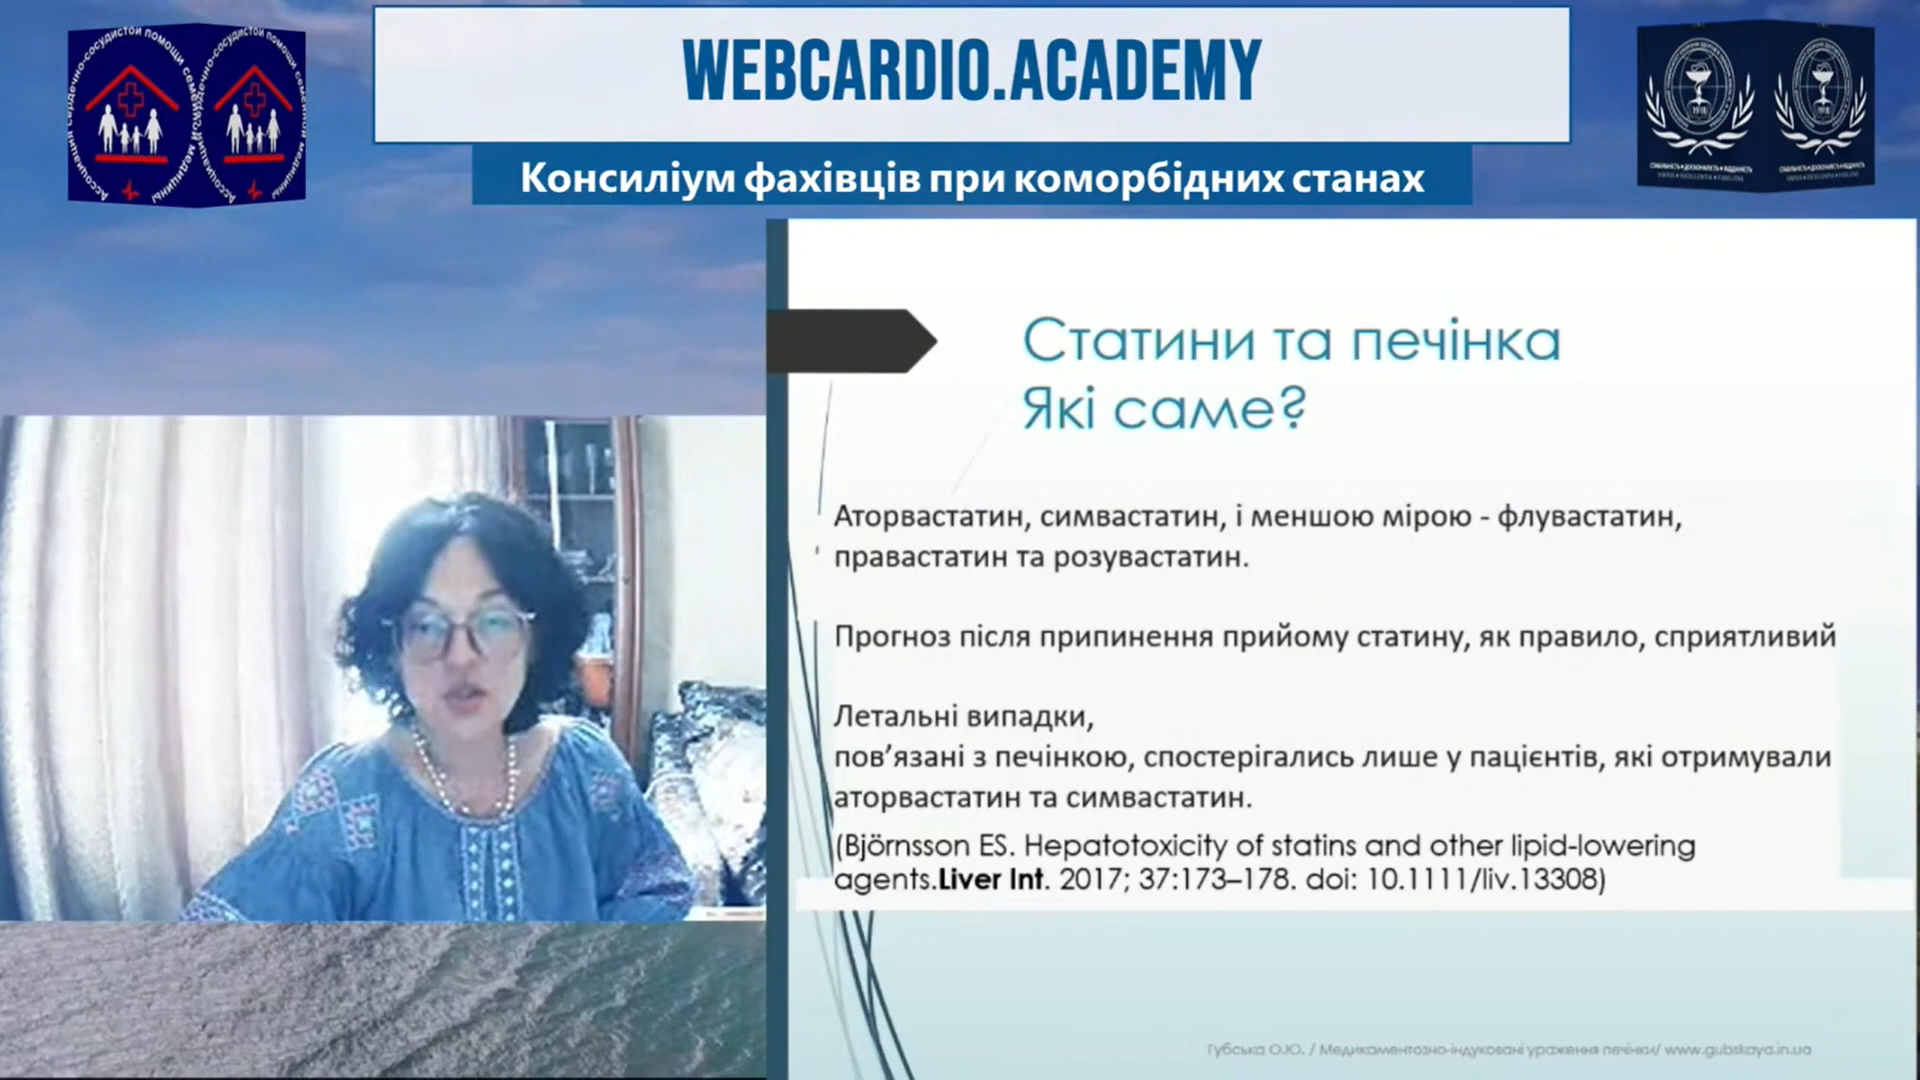 WEBCARDIO.ACADEMY
Консиліум фахівців при коморбідних станах
Статини та печінка
Які саме?
Аторвастатин, симвастатин, і меншою мірою - флувастатин,
правастатин та розувастатин.
Прогноз після припинення прийому статину, як правило, сприятливий
Летальні випадки,
пов’язані з печінкою, спостерігались лише у пацієнтів, які отримували
аторвастатин та симвастатин.
(Björnsson ES. Hepatotoxicity of statins and other lipid-lowering
agents.Liver Int. 2017; 37:173–178. doi: 10.1111/liv.13308)
Губська О.Ю. / Медикаментозно-індуковані ураження печінки/ www.gubskaya.in.ua